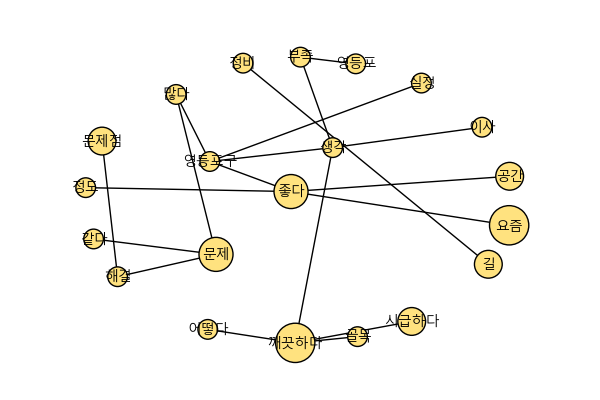 부족
영등포
정비
실정
많다
이사
문제점
생각
영등포구
공간
정도
좋다
요즘
같다
문제
길
해결
시급하다
어떻다
골목
깨끗하다